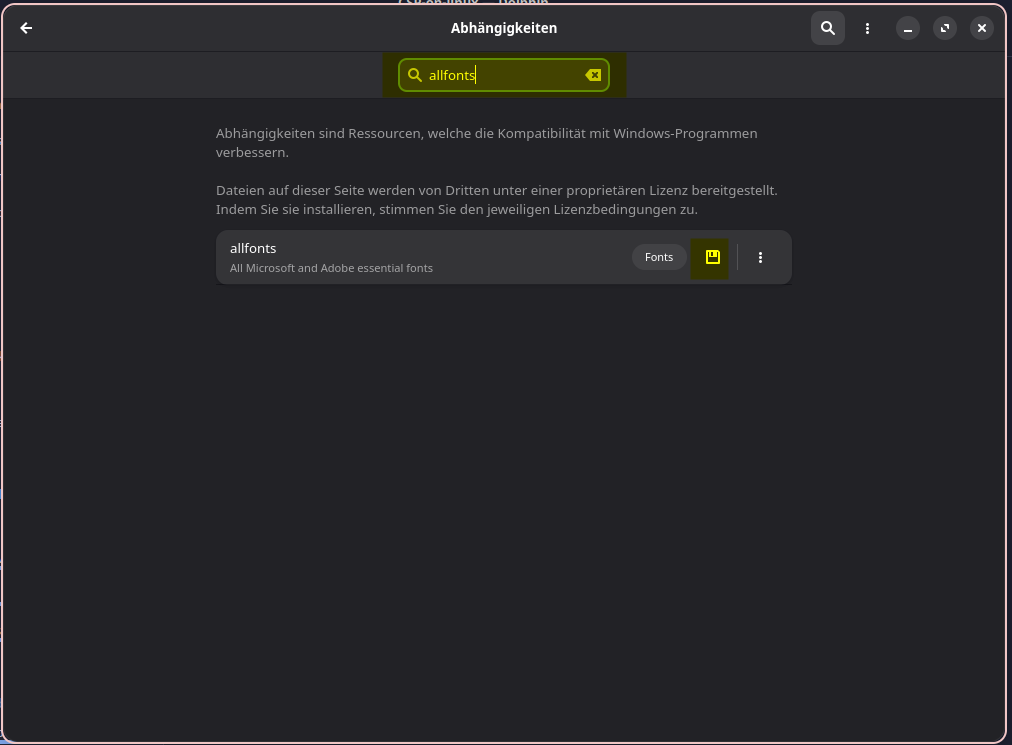 Abhängigkeiten
allfonts
Abhängigkeiten sind Ressourcen, welche die Kompatibilität mit Windows-Programmen
verbessern.
Dateien auf dieser Seite werden von Dritten unter einer proprietären Lizenz bereitgestellt.
Indem Sie sie installieren, stimmen Sie den jeweiligen Lizenzbedingungen zu.
allfonts
Fonts
All Microsoft and Adobe essential fonts